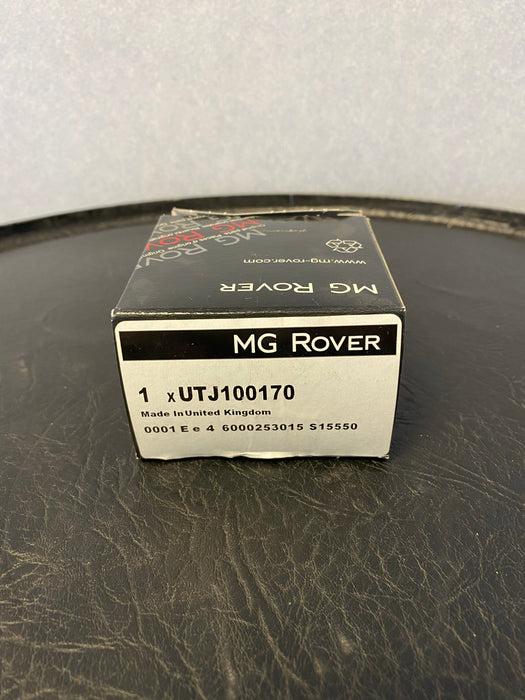 MG ROVER
www.mg-rover.com
MG ROVER
1 x UTJ100170
Made In United Kingdom
0001 E e 4 6000253015 S15550